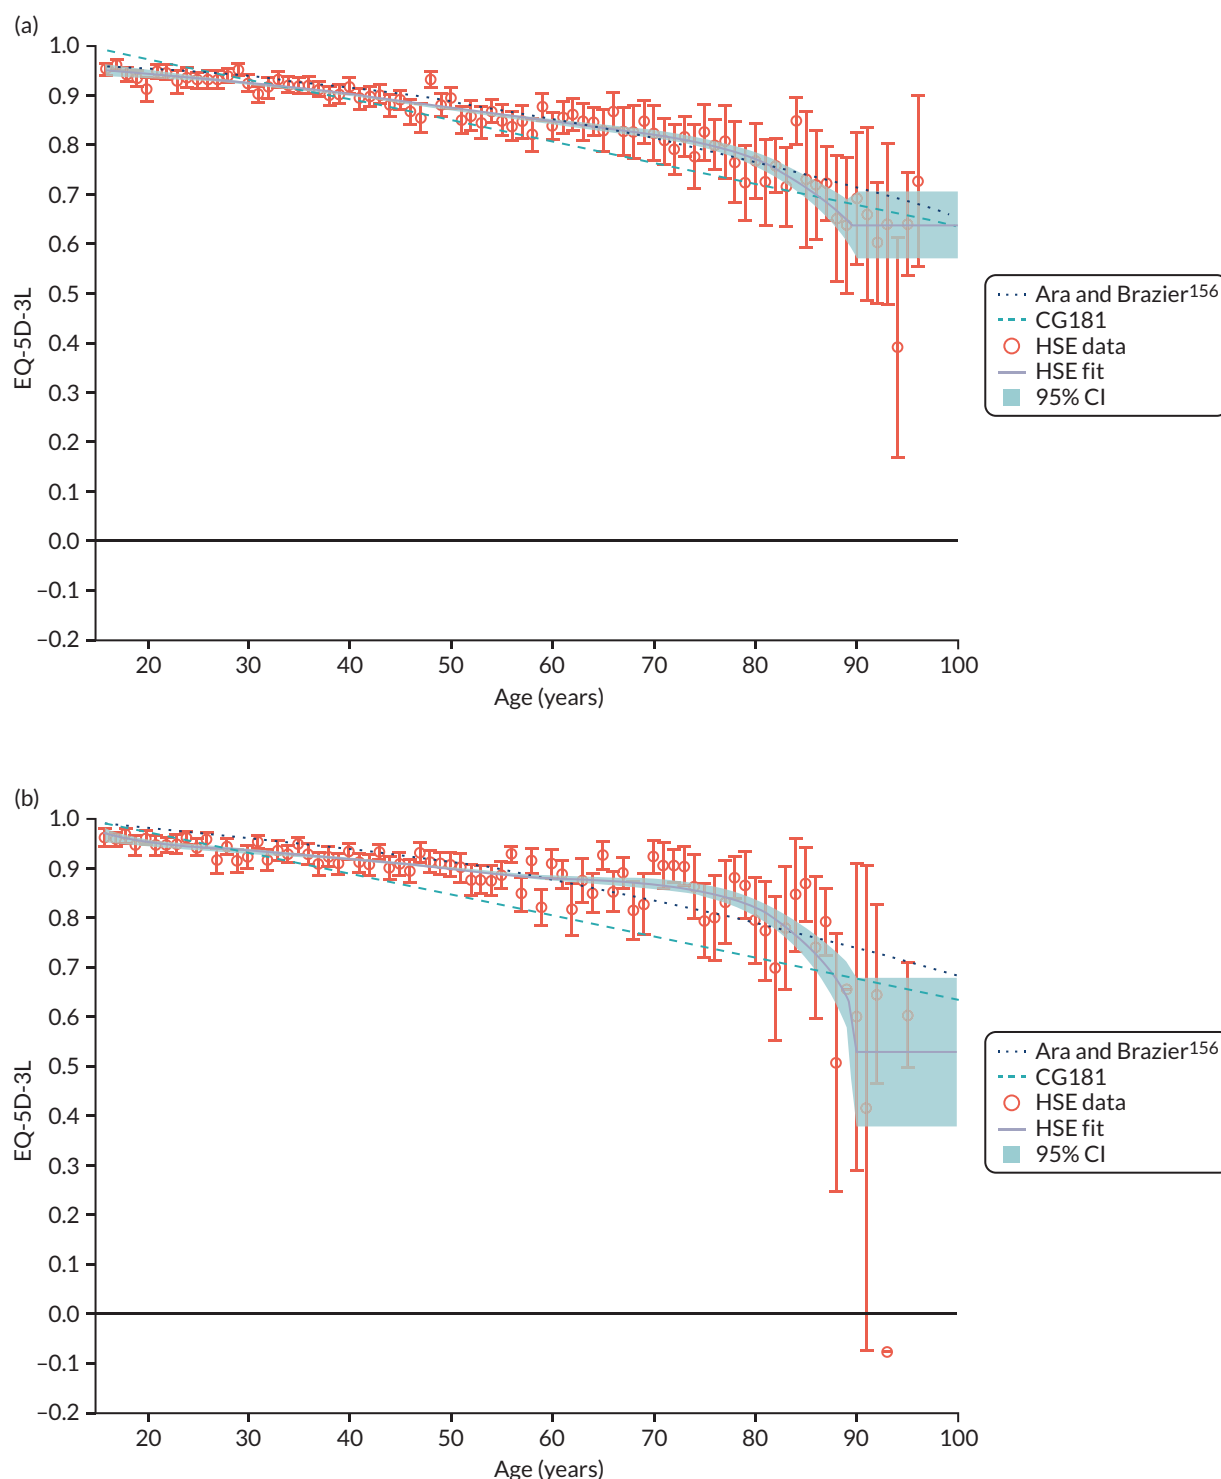 (a)
1.0
0.9
0.8
0.7
0.6
0.5
0.4
0.3
0.2
0.1
0.0
–0.1
–0.2
EQ-5D-3L
20 30 40 50 60 70 80 90 100
Age (years)
Ara and Brazier156
CG181
HSE data
HSE fit
95% CI
(b)
1.0
0.9
0.8
0.7
0.6
0.5
0.4
0.3
0.2
0.1
0.0
–0.1
–0.2
EQ-5D-3L
20 30 40 50 60 70 80 90 100
Age (years)
Ara and Brazier156
CG181
HSE data
HSE fit
95% CI